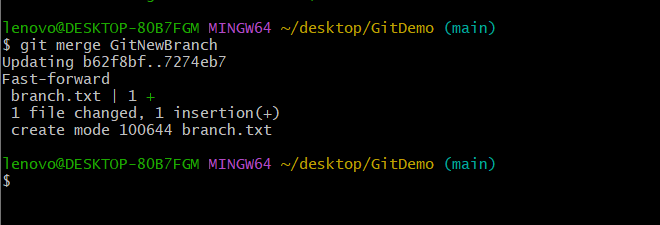 lenovo@DESKTOP-80B7FGM MINGW64 ~/desktop/GitDemo (main)
$ git merge GitNewBranch
Updating b62f8bf..7274eb7
Fast-forward
 branch.txt | 1 +
 1 file changed, 1 insertion(+)
 create mode 100644 branch.txt
lenovo@DESKTOP-80B7FGM MINGW64 ~/desktop/GitDemo (main)
$